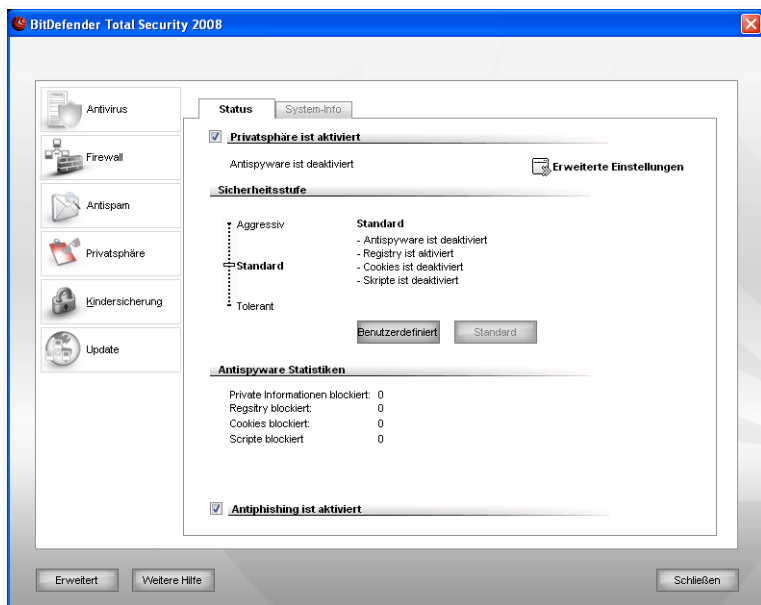 BitDefender Total Security 2008
Antivirus
Firewall
Antispam
Privatsphäre
Kindersicherung
Update
Status
System-Info
Privatsphäre ist aktiviert
Antispyware ist deaktiviert
Erweiterte Einstellungen
Sicherheitsstufe
Aggressiv
Standard
Tolerant
Standard
- Antispyware ist deaktiviert
- Registry ist aktiviert
- Cookies ist deaktiviert
- Skripte ist deaktiviert
Benutzerdefiniert
Standard
Antispyware Statistiken
Private Informationen blockiert: 0
Regsitry blockiert: 0
Cookies blockiert: 0
Scripte blockiert 0
Antiphishing ist aktiviert
Erweitert
Weitere Hilfe
Schließen